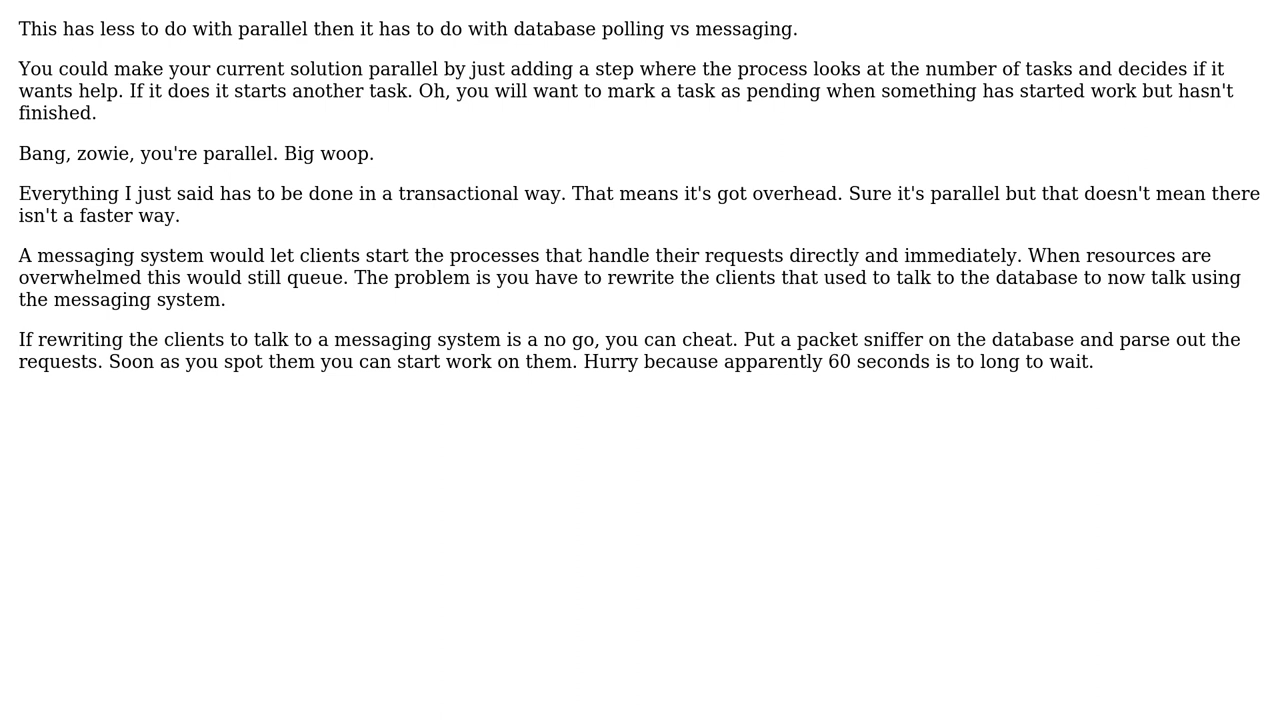 This has less to do with parallel then it has to do with database polling vs messaging.
You could make your current solution parallel by just adding a step where the process looks at the number of tasks and decides if it
wants help. If it does it starts another task. Oh, you will want to mark a task as pending when something has started work but hasn't
finished.
Bang, zowie, you're parallel. Big woop.
Everything I just said has to be done in a transactional way. That means it's got overhead. Sure it's parallel but that doesn't mean there
isn't a faster way.
A messaging system would let clients start the processes that handle their requests directly and immediately. When resources are
overwhelmed this would still queue. The problem is you have to rewrite the clients that used to talk to the database to now talk using
the messaging system.
If rewriting the clients to talk to a messaging system is a no go, you can cheat. Put a packet sniffer on the database and parse out the
requests. Soon as you spot them you can start work on them. Hurry because apparently 60 seconds is to long to wait.